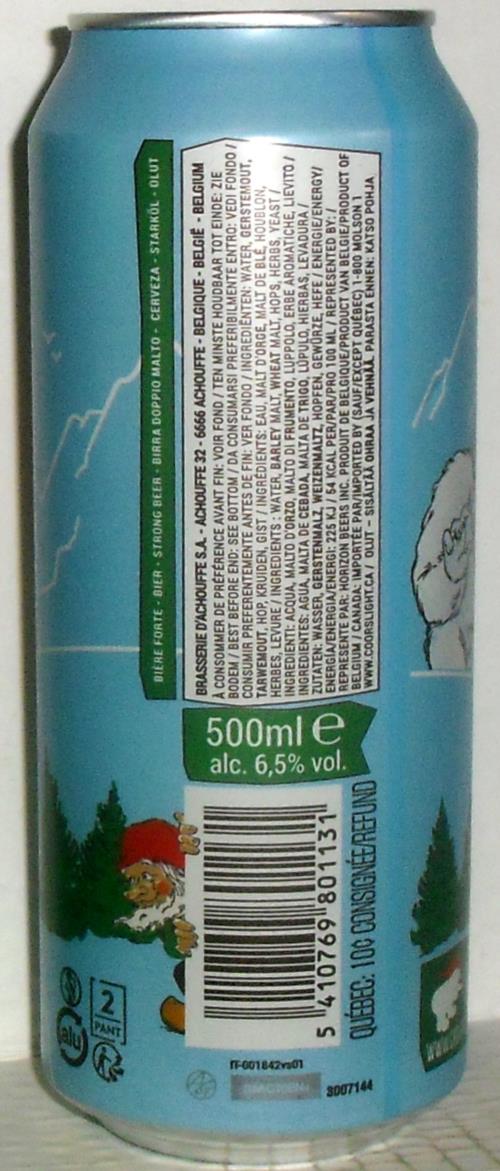 BIÈRE FORTE - BIER - STRONG BEER - BIRRA DOPPIO MALTO - CERVEZA - STARKÖL - OLUT
BRASSERIE D'ACHOUFFE S.A. - ACHOUFFE 32 - 6666 ACHOUFFE - BELGIQUE - BELGIË - BELGIUM
À CONSOMMER DE PRÉFÉRENCE AVANT FIN: VOIR FOND / TEN MINSTE HOUDBAAR TOT EINDE: ZIE
BODEM / BEST BEFORE END: SEE BOTTOM / DA CONSUMARSI PREFERIBILMENTE ENTRO: VEDI FONDO /
CONSUMIR PREFERENTEMENTE ANTES DE FIN: VER FONDO / INGREDIËNTEN: WATER, GERSTEMOUT,
TARWEMOUT, HOP, KRUIDEN, GIST / INGRÉDIENTS: EAU, MALT D'ORGE, MALT DE BLÉ, HOUBLON,
HERBES, LEVURE / INGREDIENTS : WATER, BARLEY MALT, WHEAT MALT, HOPS, HERBS, YEAST /
INGREDIENTI: ACQUA, MALTO D'ORZO, MALTO DI FRUMENTO, LUPPOLO, ERBE AROMATICHE, LIEVITO /
INGREDIENTES: AGUA, MALTA DE CEBADA, MALTA DE TRIGO, LÚPULO, HIERBAS, LEVADURA /
ZUTATEN: WASSER, GERSTENMALZ, WEIZENMALZ, HOPFEN, GEWÜRZE, HEFE / ENERGIE/ENERGY/
ENERGÍA/ENERGIA/ENERGI: 225 KJ / 54 KCAL PER/PAR/PRO 100 ML / REPRESENTED BY: /
REPRESENTE PAR: HORIZON BEERS INC. PRODUIT DE BELGIQUE/PRODUCT VAN BELGIE/PRODUCT OF
BELGIUM / CANADA: IMPORTÉE PAR/IMPORTED BY (SAUF/EXCEPT QUÉBEC) 1-800 MOLSON 1
WWW.COORSLIGHT.CA / OLUT – SISÄLTÄÄ OHRAA JA VEHNÄÄ. PARASTA ENNEN: KATSO POHJA
500ml e
alc. 6,5% vol.
5 410769 801131
QUÉBEC: 10¢ CONSIGNÉE/REFUND
alu
2
PANT
IT-001842vs01
3007144
www.